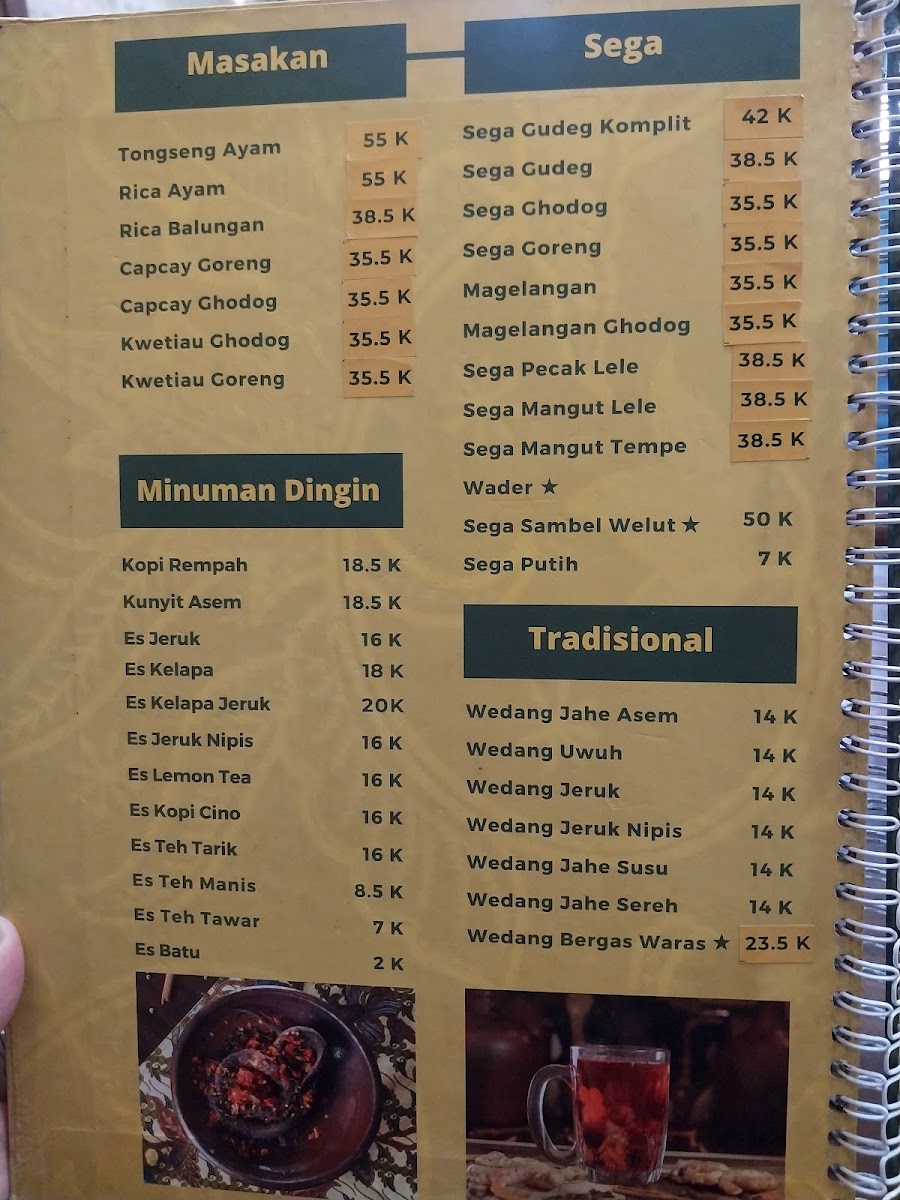 Masakan
Tongseng Ayam 55 K
Rica Ayam 55 K
Rica Balungan 38.5 K
Capcay Goreng 35.5 K
Capcay Ghodog 35.5 K
Kwetiau Ghodog 35.5 K
Kwetiau Goreng 35.5 K
Minuman Dingin
Kopi Rempah 18.5 K
Kunyit Asem 18.5 K
Es Jeruk 16 K
Es Kelapa 18 K
Es Kelapa Jeruk 20K
Es Jeruk Nipis 16 K
Es Lemon Tea 16 K
Es Kopi Cino 16 K
Es Teh Tarik 16 K
Es Teh Manis 8.5 K
Es Teh Tawar 7 K
Es Batu 2 K
Sega
Sega Gudeg Komplit 42 K
Sega Gudeg 38.5 K
Sega Ghodog 35.5 K
Sega Goreng 35.5 K
Magelangan 35.5 K
Magelangan Ghodog 35.5 K
Sega Pecak Lele 38.5 K
Sega Mangut Lele 38.5 K
Sega Mangut Tempe 38.5 K
Wader ★
Sega Sambel Welut ★ 50 K
Sega Putih 7 K
Tradisional
Wedang Jahe Asem 14 K
Wedang Uwuh 14 K
Wedang Jeruk 14 K
Wedang Jeruk Nipis 14 K
Wedang Jahe Susu 14 K
Wedang Jahe Sereh 14 K
Wedang Bergas Waras ★ 23.5 K